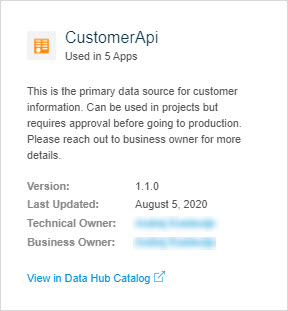 CustomerApi
Used in 5 Apps
This is the primary data source for customer
information. Can be used in projects but
requires approval before going to production.
Please reach out to business owner for more
details.
Version: 1.1.0
Last Updated: August 5, 2020
Technical Owner:
Business Owner:
View in Data Hub Catalog